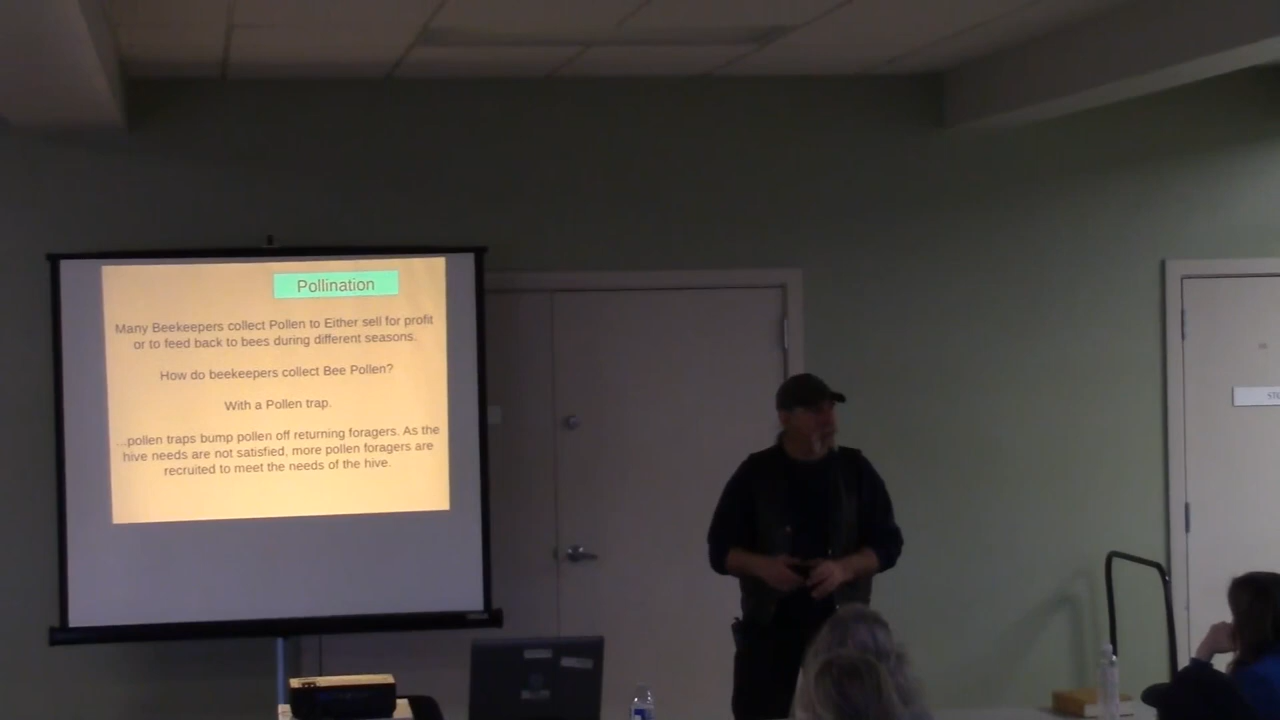 Pollination
Many Beekeepers collect Pollen to Either sell for profit
or to feed back to bees during different seasons.
How do beekeepers collect Bee Pollen?
With a Pollen trap.
...pollen traps bump pollen off returning foragers. As the
hive needs are not satisfied, more pollen foragers are
recruited to meet the needs of the hive.